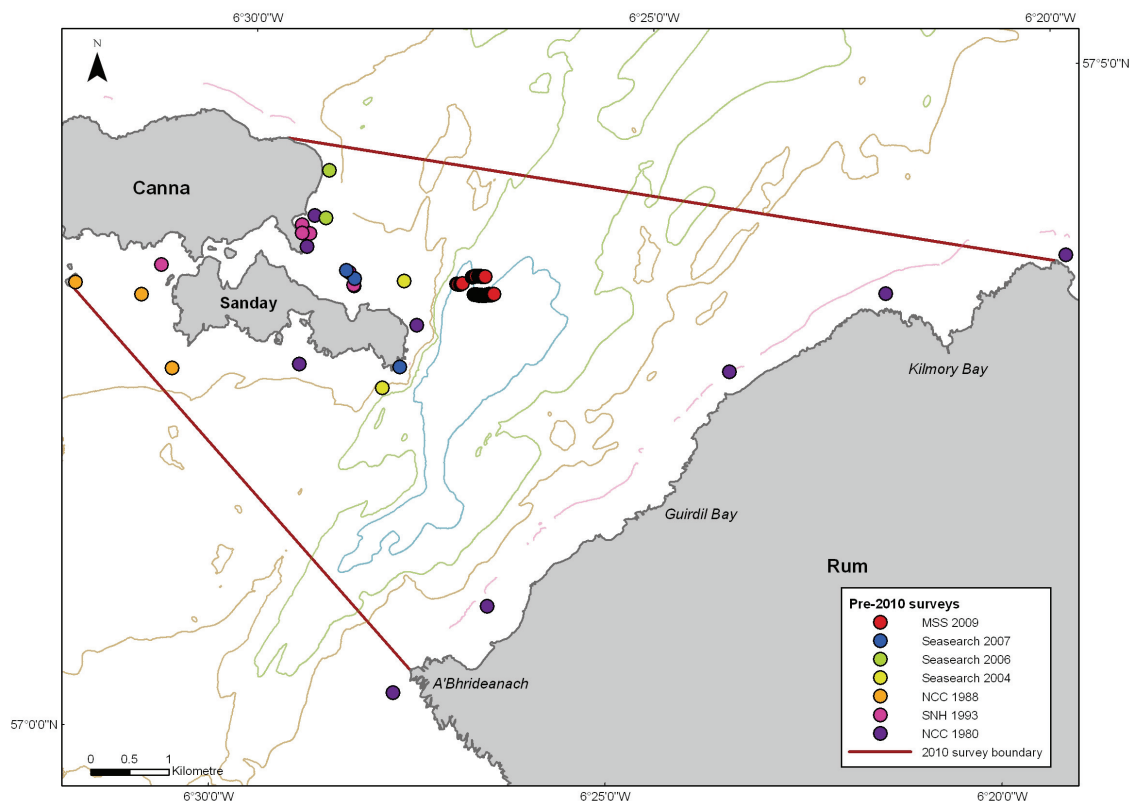 6°30'0"W
6°25'0"W
6°20'0"W
N
57°5'0"N
Canna
Sanday
Kilmory Bay
Guirdil Bay
Rum
A'Bhrideanach
57°0'0"N
Pre-2010 surveys
MSS 2009
Seasearch 2007
Seasearch 2006
Seasearch 2004
NCC 1988
SNH 1993
NCC 1980
2010 survey boundary
0 0.5 1
Kilometre
6°30'0"W
6°25'0"W
6°20'0"W